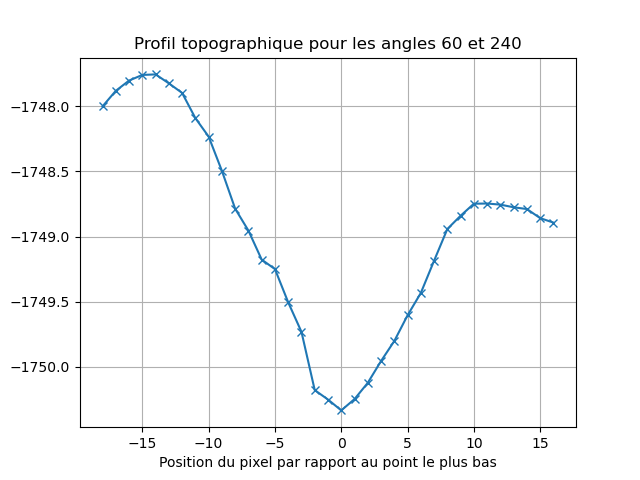 Profil topographique pour les angles 60 et 240
−1748.0
−1748.5
−1749.0
−1749.5
−1750.0
−15 −10 −5 0 5 10 15
Position du pixel par rapport au point le plus bas